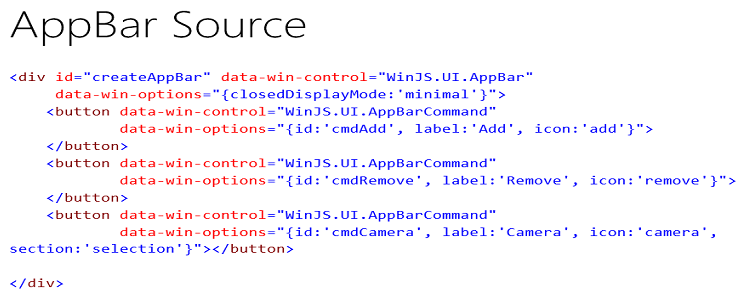 AppBar Source
<div id="createAppBar" data-win-control="WinJS.UI.AppBar"
data-win-options="{closedDisplayMode:'minimal'}">
<button data-win-control="WinJS.UI.AppBarCommand"
data-win-options="{id:'cmdAdd', label:'Add', icon:'add'}">
</button>
<button data-win-control="WinJS.UI.AppBarCommand"
data-win-options="{id:'cmdRemove', label:'Remove', icon:'remove'}">
</button>
<button data-win-control="WinJS.UI.AppBarCommand"
data-win-options="{id:'cmdCamera', label:'Camera', icon:'camera',
section:'selection'}"></button>
</div>